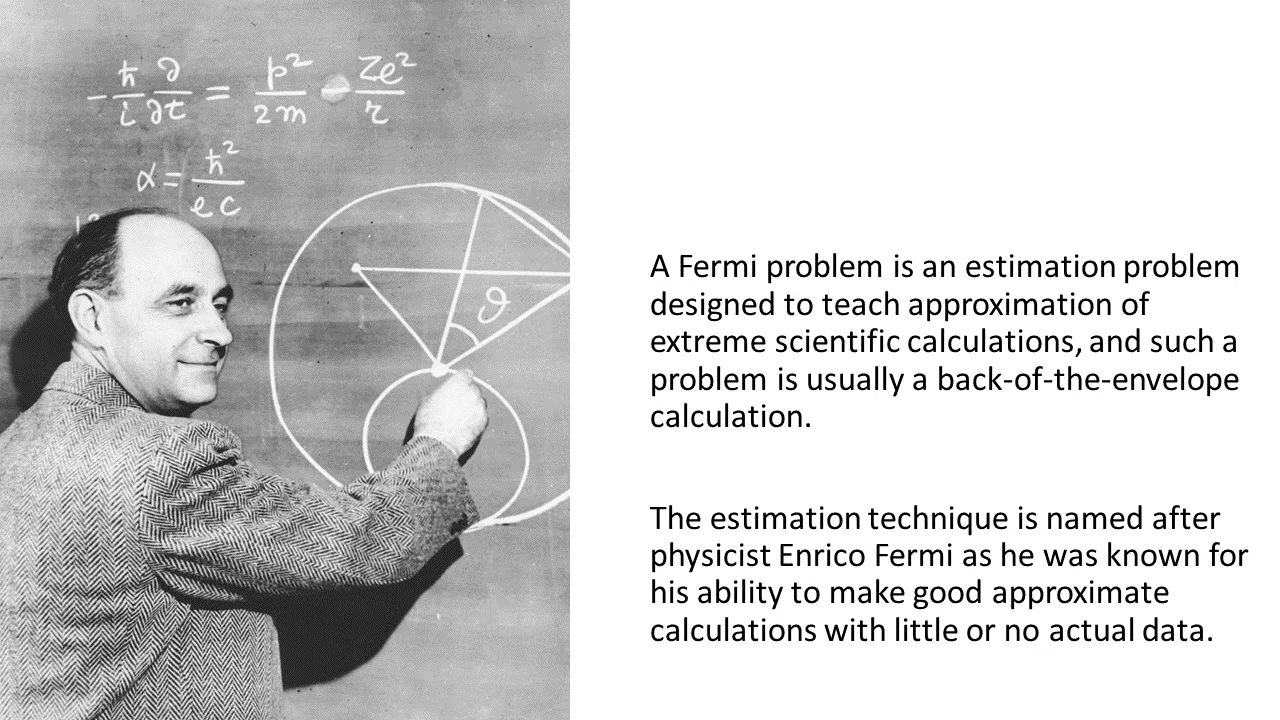 -ħ/i ∂/∂t = p²/2m - Ze²/r
α = ħ²/ec
ϑ
A Fermi problem is an estimation problem
designed to teach approximation of
extreme scientific calculations, and such a
problem is usually a back-of-the-envelope
calculation.
The estimation technique is named after
physicist Enrico Fermi as he was known for
his ability to make good approximate
calculations with little or no actual data.